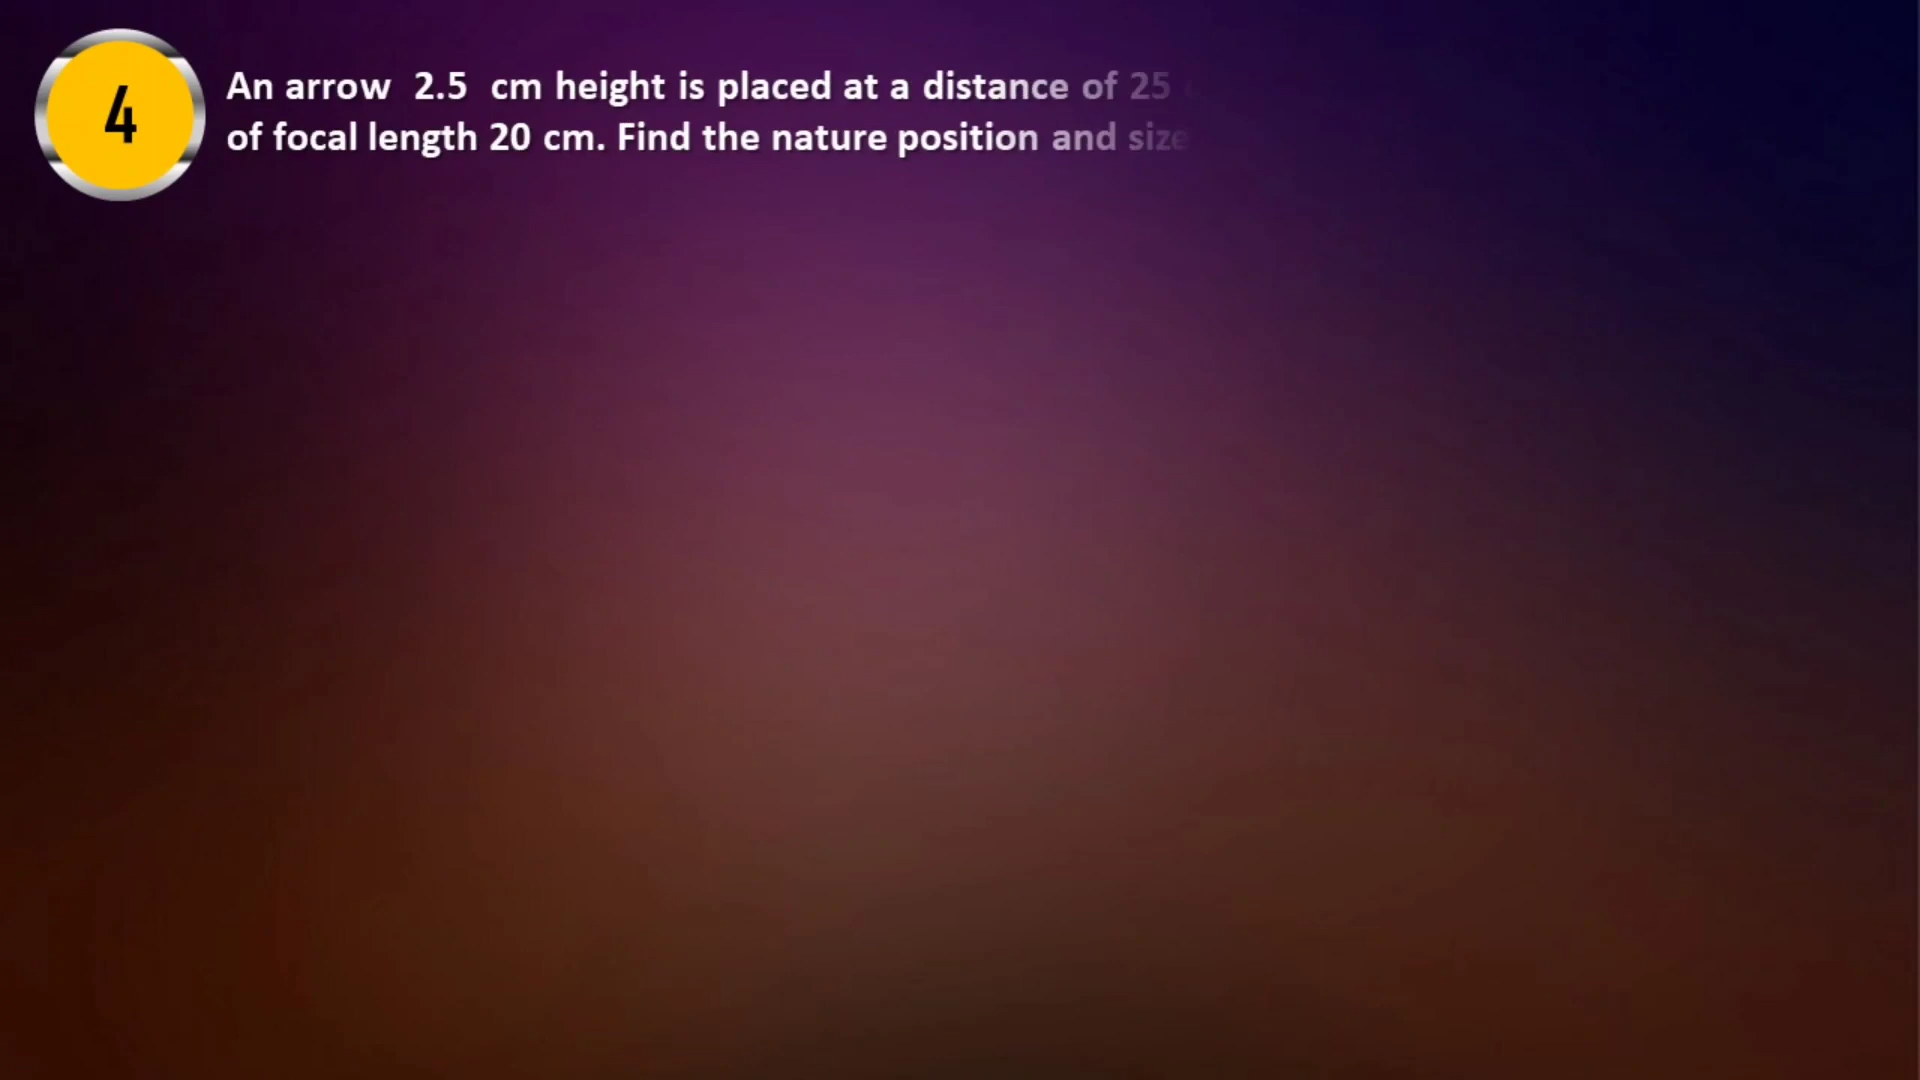 4
An arrow 2.5 cm height is placed at a distance of 25
of focal length 20 cm. Find the nature position and size